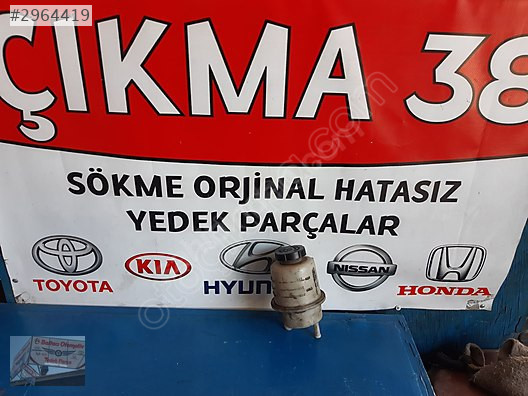 #2964419
ÇIKMA 38
SÖKME ORJİNAL HATASIZ
YEDEK PARÇALAR
TOYOTA
KIA
HYUN
NISSAN
HONDA